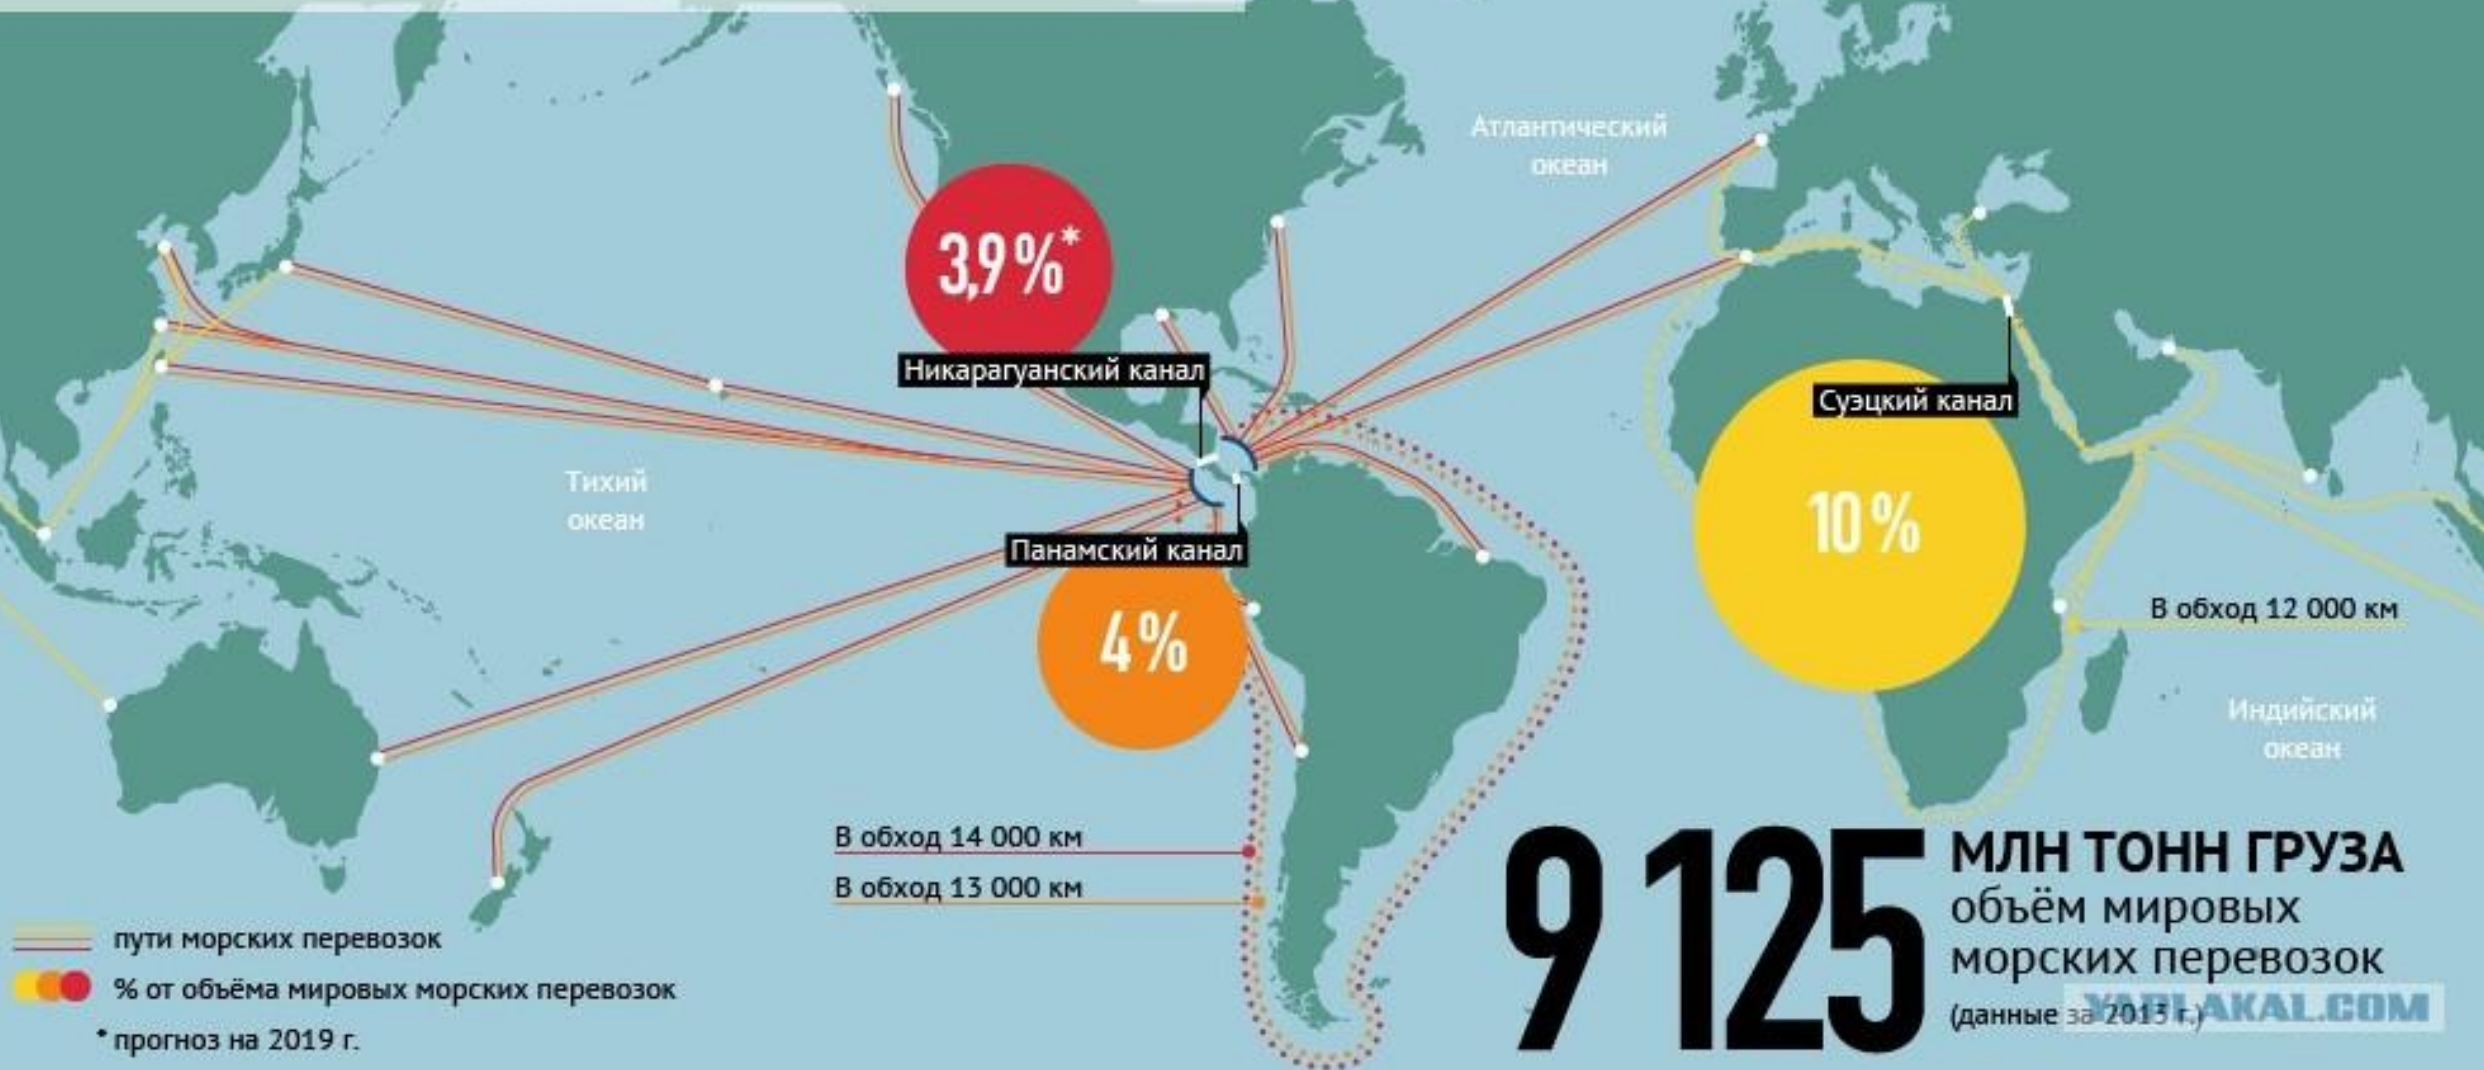 Атлантический
океан
3,9%*
Никарагуанский канал
Суэцкий канал
10%
Тихий
океан
Панамский канал
4%
В обход 12 000 км
Индийский
океан
В обход 14 000 км
В обход 13 000 км
9 125
МЛН ТОНН ГРУЗА
объём мировых
морских перевозок
(данные за 2013 г.)
YAPLAKAL.COM
пути морских перевозок
% от объёма мировых морских перевозок
* прогноз на 2019 г.